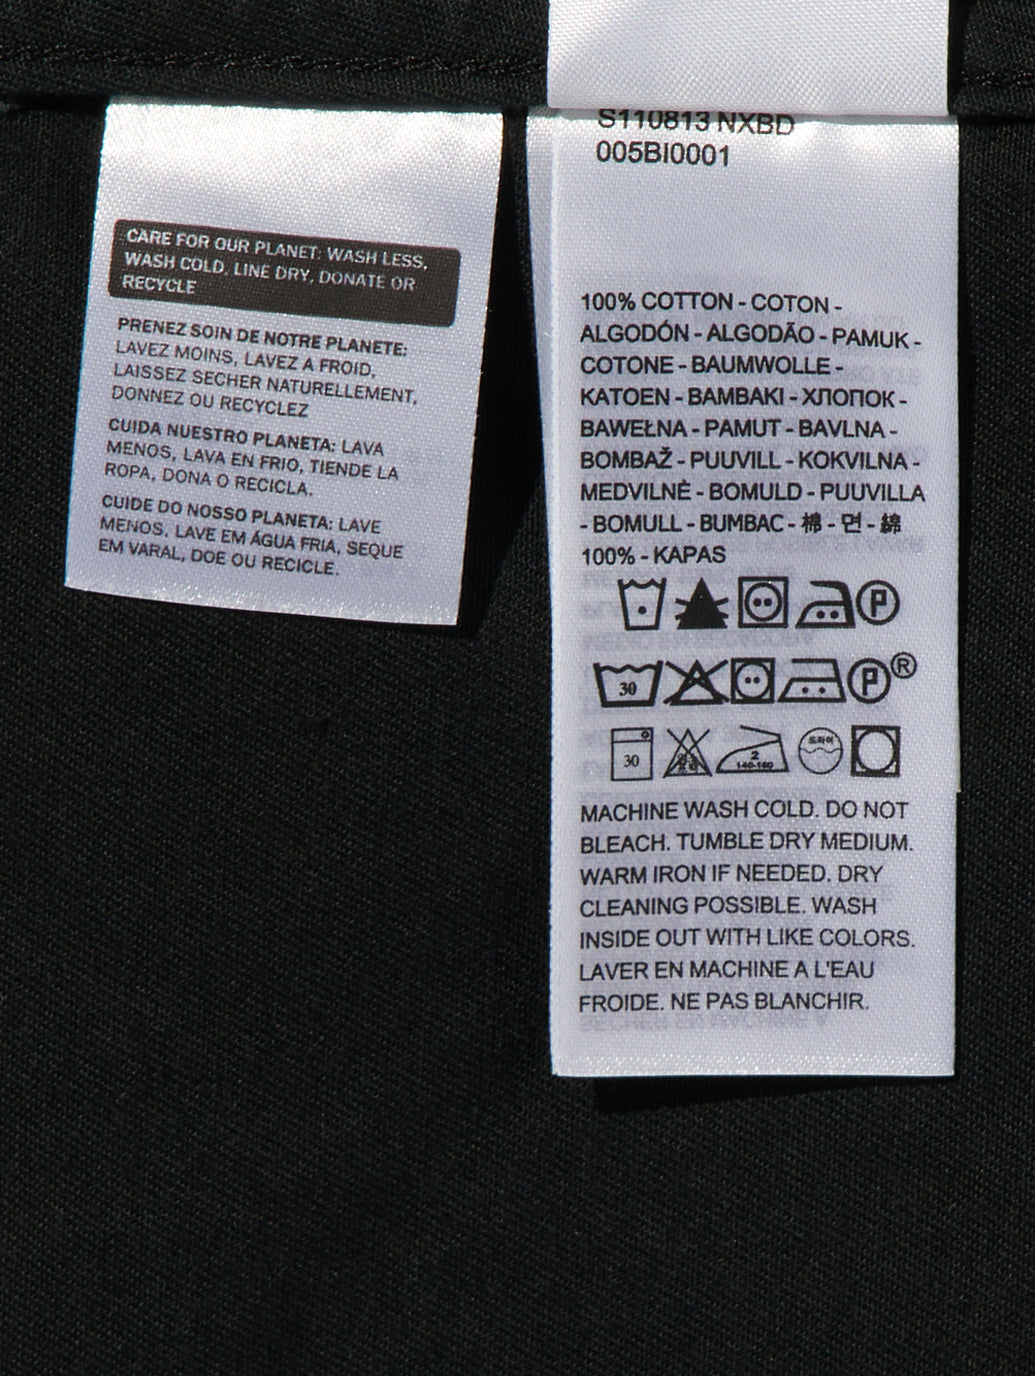 CARE FOR OUR PLANET: WASH LESS,
WASH COLD, LINE DRY, DONATE OR
RECYCLE
PRENEZ SOIN DE NOTRE PLANETE:
LAVEZ MOINS, LAVEZ A FROID,
LAISSEZ SECHER NATURELLEMENT,
DONNEZ OU RECYCLEZ
CUIDA NUESTRO PLANETA: LAVA
MENOS, LAVA EN FRIO, TIENDE LA
ROPA, DONA O RECICLA.
CUIDE DO NOSSO PLANETA: LAVE
MENOS, LAVE EM ÁGUA FRIA, SEQUE
EM VARAL, DOE OU RECICLE.
S110813 NXBD
005BI0001
100% COTTON - COTON -
ALGODÓN - ALGODÃO - PAMUK -
COTONE - BAUMWOLLE -
KATOEN - BAMBAKI - ХЛОПОК -
BAWEŁNA - PAMUT - BAVLNA -
BOMBAŽ - PUUVILL - KOKVILNA -
MEDVILNĖ - BOMULD - PUUVILLA
- BOMULL - BUMBAC - 棉 - 면 - 綿
100% - KAPAS
P
30 P ®
30 2 140-160 드라이
MACHINE WASH COLD. DO NOT
BLEACH. TUMBLE DRY MEDIUM.
WARM IRON IF NEEDED. DRY
CLEANING POSSIBLE. WASH
INSIDE OUT WITH LIKE COLORS.
LAVER EN MACHINE A L'EAU
FROIDE. NE PAS BLANCHIR.